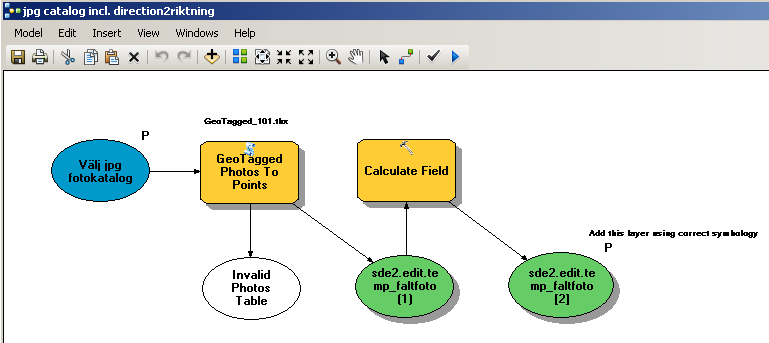 jpg catalog incl. direction2riktning
Model Edit Insert View Windows Help
GeoTagged_101.tbx
P
Välj jpg
fotokatalog
GeoTagged
Photos To
Points
Calculate Field
Invalid
Photos
Table
sde2.edit.te
mp_faltfoto
(1)
Add this layer using correct symbology
P
sde2.edit.te
mp_faltfoto
[2]